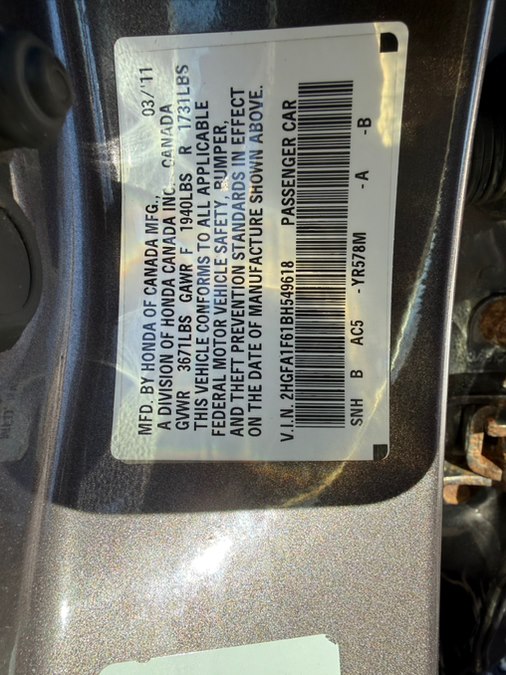 MFD. BY HONDA OF CANADA MFG., 03/'11
A DIVISION OF HONDA CANADA INC. CANADA
GVWR 3671LBS GAWR F 1940LBS R 1731LBS
THIS VEHICLE CONFORMS TO ALL APPLICABLE
FEDERAL MOTOR VEHICLE SAFETY, BUMPER,
AND THEFT PREVENTION STANDARDS IN EFFECT
ON THE DATE OF MANUFACTURE SHOWN ABOVE.
V.I.N. 2HGFA1F61BH549618 PASSENGER CAR
SNH B AC5 -YR578M -A -B